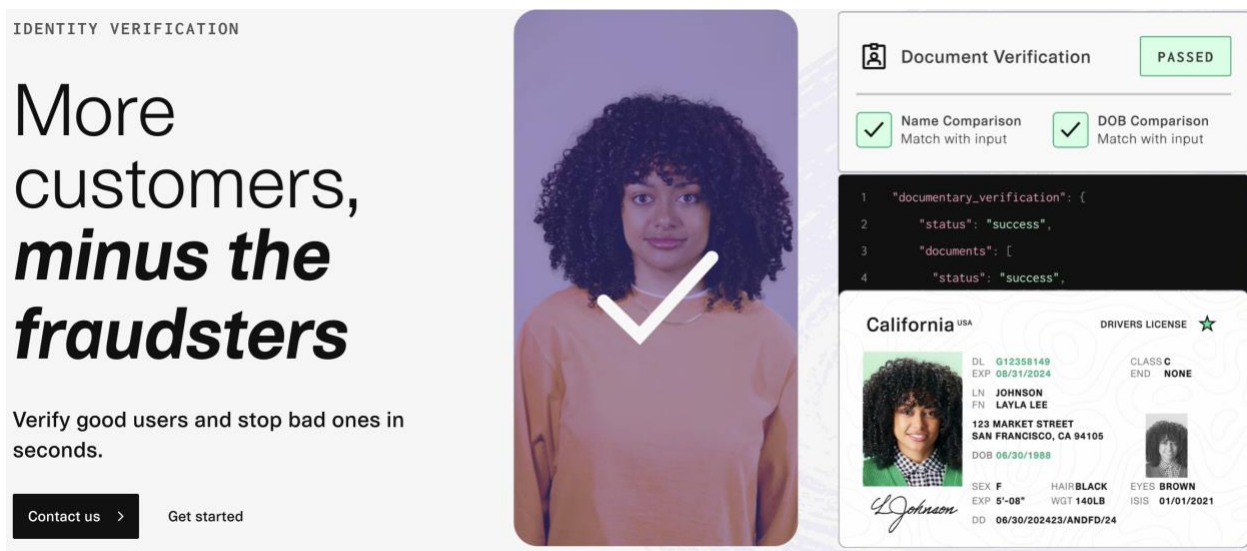 IDENTITY VERIFICATION
More
customers,
minus the
fraudsters
Verify good users and stop bad ones in
seconds.
Contact us >
Get started
Document Verification
PASSED
Name Comparison
Match with input
DOB Comparison
Match with input
1 "documentary_verification": {
2 "status": "success",
3 "documents": [
4 "status": "success",
California USA
DRIVERS LICENSE
DL G12358149
CLASS C
EXP 08/31/2024
END NONE
LN JOHNSON
FN LAYLA LEE
123 MARKET STREET
SAN FRANCISCO, CA 94105
DOB 06/30/1988
SEX F HAIR BLACK EYES BROWN
EXP 5'-08" WGT 140LB ISIS 01/01/2021
DD 06/30/202423/ANDFD/24
L Johnson